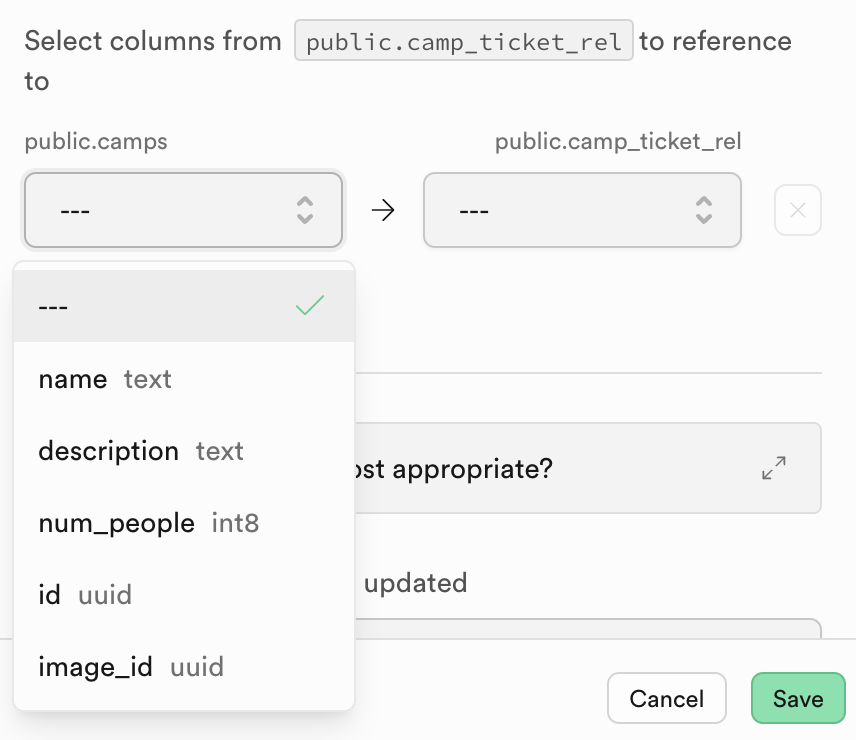 Select columns from public.camp_ticket_rel to reference
to
public.camps
public.camp_ticket_rel
---
---
---
name text
description text
num_people int8
id uuid
image_id uuid
appropriate?
updated
Cancel
Save